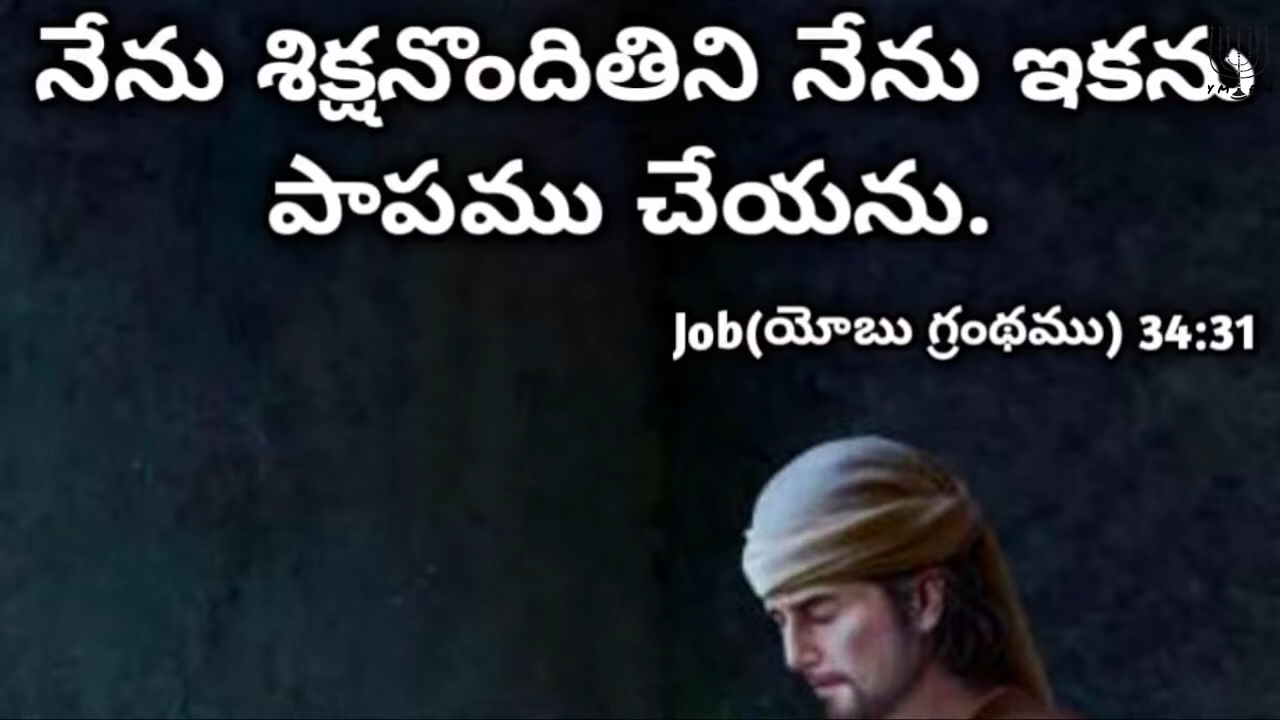 నేను శిక్షనొందితిని నేను ఇకను
పాపము చేయను.
Job(యోబు గ్రంథము) 34:31